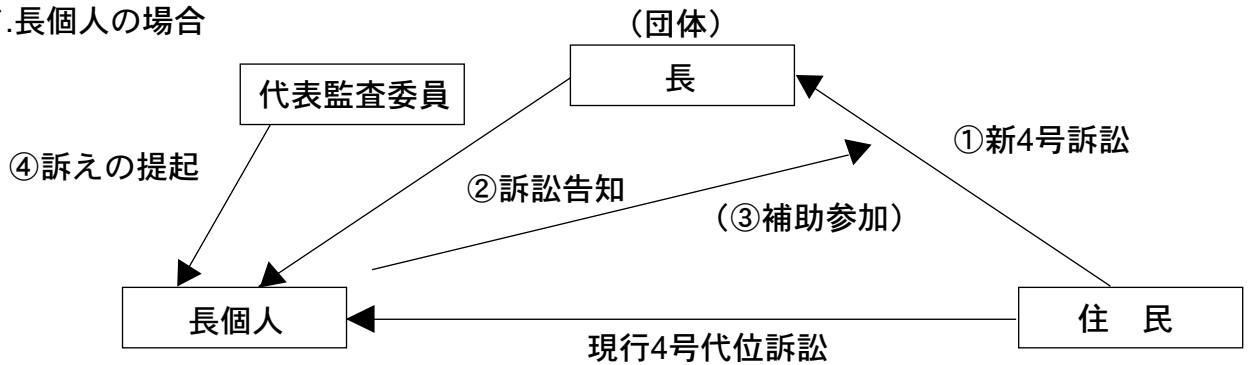 .長個人の場合
（団体）
長
代表監査委員
①新4号訴訟
④訴えの提起
②訴訟告知
（③補助参加）
長個人
住　民
現行4号代位訴訟